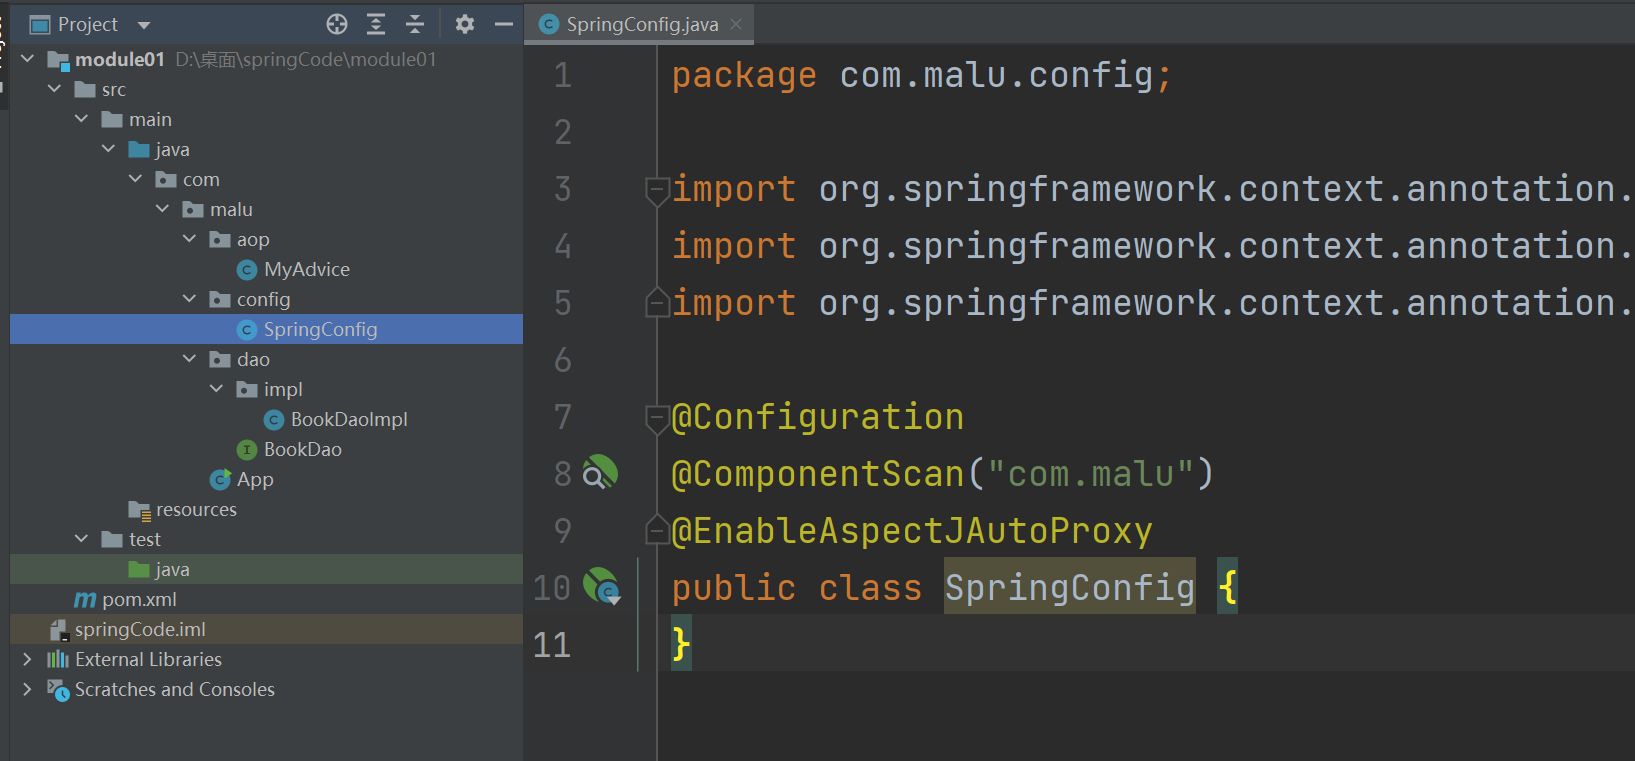 Project
module01 D:\桌面\springCode\module01
src
main
java
com
malu
aop
MyAdvice
config
SpringConfig
dao
impl
BookDaoImpl
BookDao
App
resources
test
java
pom.xml
springCode.iml
External Libraries
Scratches and Consoles
SpringConfig.java
1 package com.malu.config;
2
3 import org.springframework.context.annotation.
4 import org.springframework.context.annotation.
5 import org.springframework.context.annotation.
6
7 @Configuration
8 @ComponentScan("com.malu")
9 @EnableAspectJAutoProxy
10 public class SpringConfig {
11 }